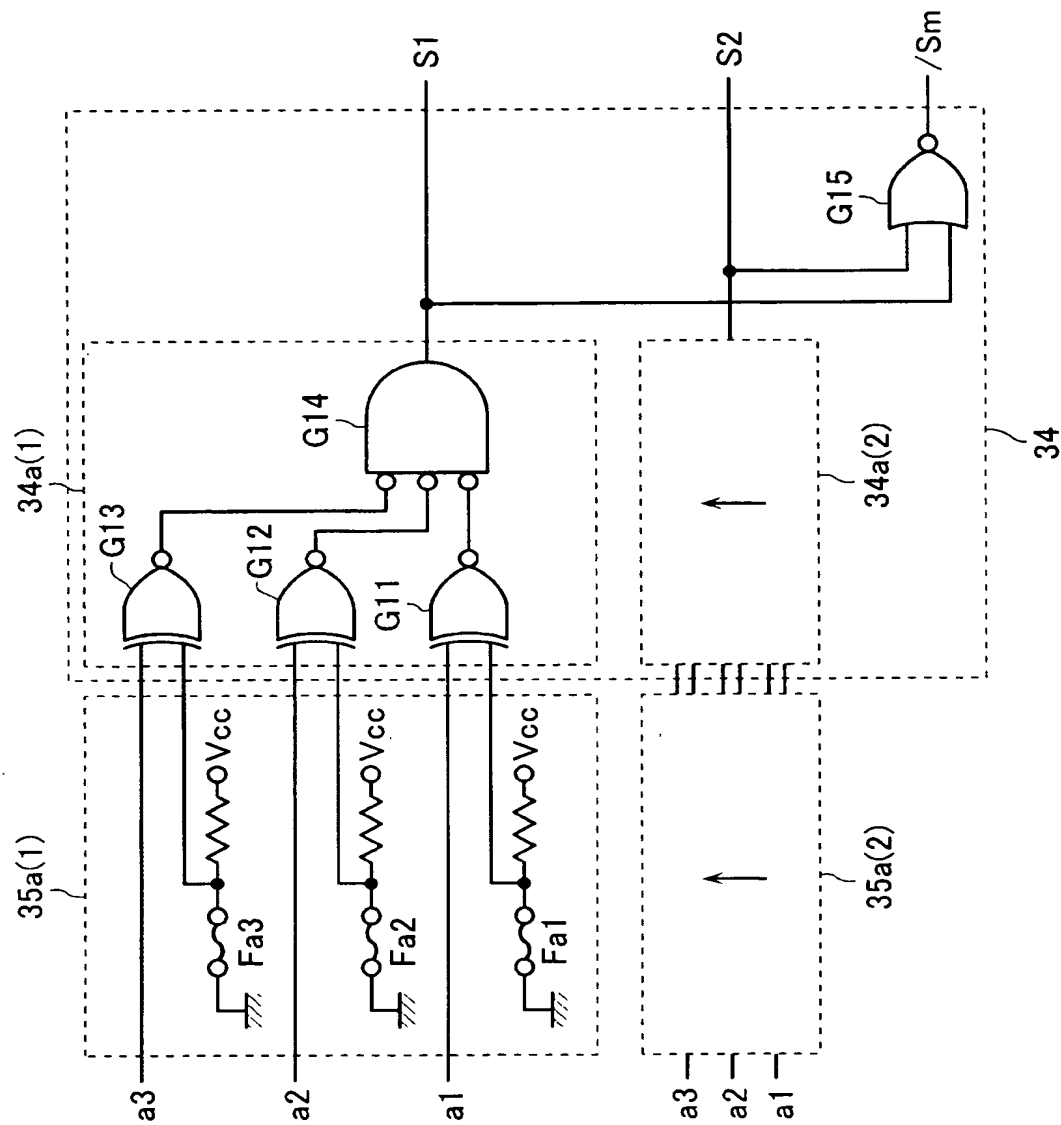 35a(1)
34a(1)
a3
G13
Vcc
Fa3
a2
G12
Vcc
Fa2
G14
S1
a1
G11
Vcc
Fa1
a3
a2
a1
35a(2)
34a(2)
S2
G15
/Sm
34